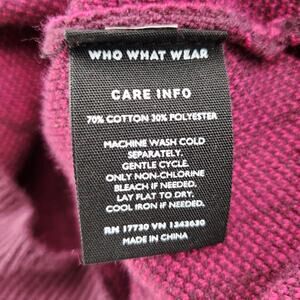 WHO WHAT WEAR
CARE INFO
70% COTTON 30% POLYESTER
MACHINE WASH COLD
SEPARATELY.
GENTLE CYCLE.
ONLY NON-CHLORINE
BLEACH IF NEEDED.
LAY FLAT TO DRY.
COOL IRON IF NEEDED.
RN 17730 VN 1343630
MADE IN CHINA